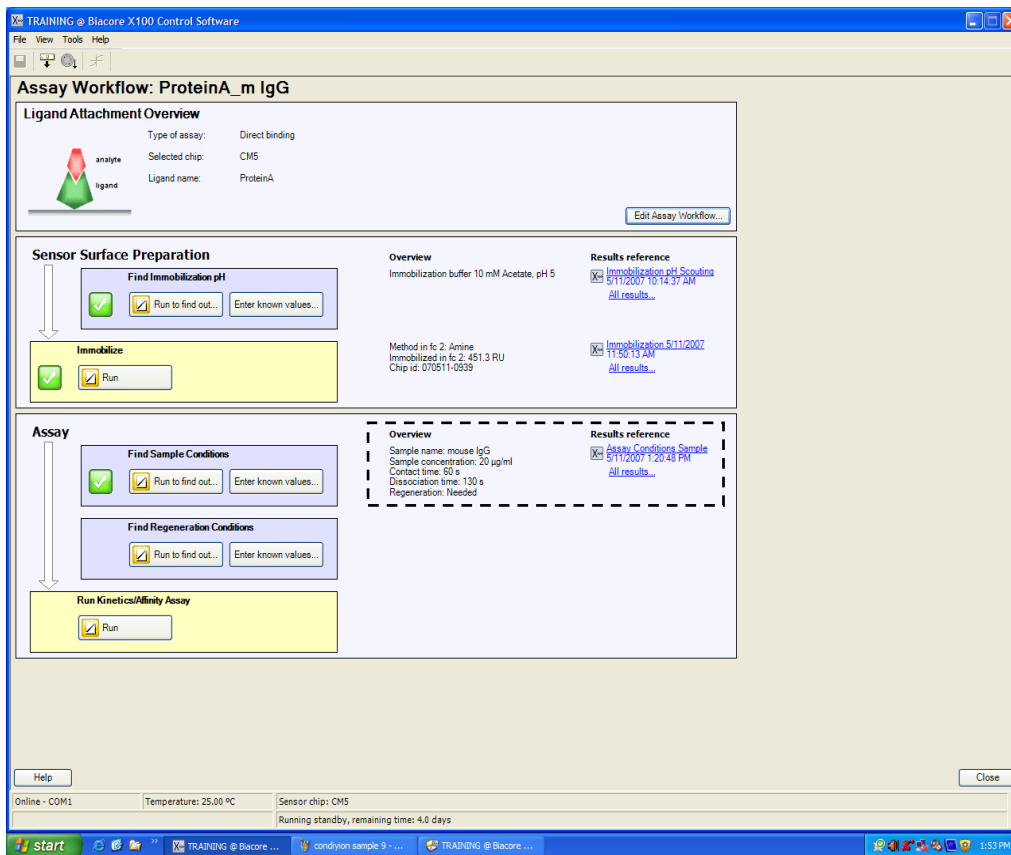 TRAINING @ Biacore X100 Control Software
File View Tools Help
Assay Workflow: ProteinA_m IgG
Ligand Attachment Overview
Type of assay: Direct binding
Selected chip: CM5
Ligand name: ProteinA
analyte
ligand
Edit Assay Workflow...
Sensor Surface Preparation
Find Immobilization pH
Run to find out... Enter known values...
Overview
Immobilization buffer 10 mM Acetate, pH 5
Results reference
Immobilization pH Scouting
5/11/2007 10:14:37 AM
All results...
Immobilize
Run
Method in fc 2: Amine
Immobilized in fc 2: 451.3 RU
Chip id: 070511-0939
Immobilization 5/11/2007
11:50:13 AM
All results...
Assay
Find Sample Conditions
Run to find out... Enter known values...
Overview
Sample name: mouse IgG
Sample concentration: 20 µg/ml
Contact time: 60 s
Dissociation time: 130 s
Regeneration: Needed
Results reference
Assay Conditions Sample
5/11/2007 1:20:48 PM
All results...
Find Regeneration Conditions
Run to find out... Enter known values...
Run Kinetics/Affinity Assay
Run
Help Close
Online - COM1 Temperature: 25.00 ºC Sensor chip: CM5
Running standby, remaining time: 4.0 days
start TRAINING @ Biacore ... condiyion sample 9 - ... TRAINING @ Biacore ... 1:53 PM